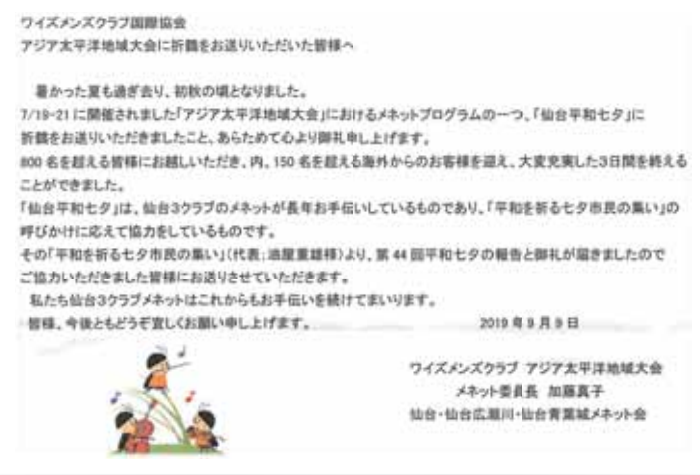 ワイズメンズクラブ国際協会
アジア太平洋地域大会に折鶴をお送りいただいた皆様へ
暑かった夏も過ぎ去り、初秋の頃となりました。
7/19-21に開催されました「アジア太平洋地域大会」におけるメネットプログラムの一つ、「仙台平和七夕」に
折鶴をお送りいただきましたこと、あらためて心より御礼申し上げます。
800名を超える皆様にお越しいただき、内、150名を超える海外からのお客様を迎え、大変充実した3日間を終える
ことができました。
「仙台平和七夕」は、仙台3クラブのメネットが長年お手伝いしているものであり、「平和を祈る七夕市民の集い」の
呼びかけに応えて協力をしているものです。
その「平和を祈る七夕市民の集い」(代表;油屋重雄様)より、第44回平和七夕の報告と御礼が届きましたので
ご協力いただきました皆様にお送りさせていただきます。
私たち仙台3クラブメネットはこれからもお手伝いを続けてまいります。
皆様、今後ともどうぞ宜しくお願い申し上げます。 2019年9月9日
ワイズメンズクラブ アジア太平洋地域大会
メネット委員長 加藤真子
仙台・仙台広瀬川・仙台青葉城メネット会